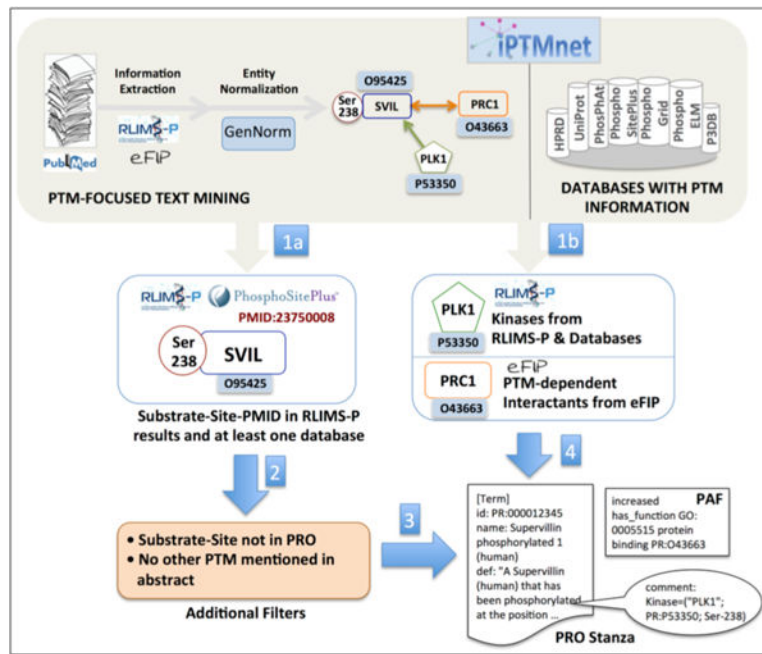 iPTMnet
Information
Extraction
Entity
Normalization
RLIMS-P
eFIP
GenNorm
PubMed
Ser
238
O95425
SVIL
PRC1
O43663
PLK1
P53350
HPRD
UniProt
PhosPhAt
Phospho
SitePlus
Phospho
Grid
Phospho
ELM
P3DB
PTM-FOCUSED TEXT MINING
DATABASES WITH PTM
INFORMATION
1a
1b
RLIMS-P
PhosphoSitePlus®
PMID:23750008
Ser
238
SVIL
O95425
Substrate-Site-PMID in RLIMS-P
results and at least one database
PLK1
P53350
RLIMS-P
Kinases from
RLIMS-P & Databases
PRC1
O43663
eFIP
PTM-dependent
Interactants from eFIP
2
4
• Substrate-Site not in PRO
• No other PTM mentioned in
abstract
Additional Filters
3
[Term]
id: PR:000012345
name: Supervillin
phosphorylated 1
(human)
def: "A Supervillin
(human) that has
been phosphorylated
at the position ...
PAF
increased
has_function GO:
0005515 protein
binding PR:O43663
comment:
Kinase=("PLK1";
PR:P53350; Ser-238)
PRO Stanza